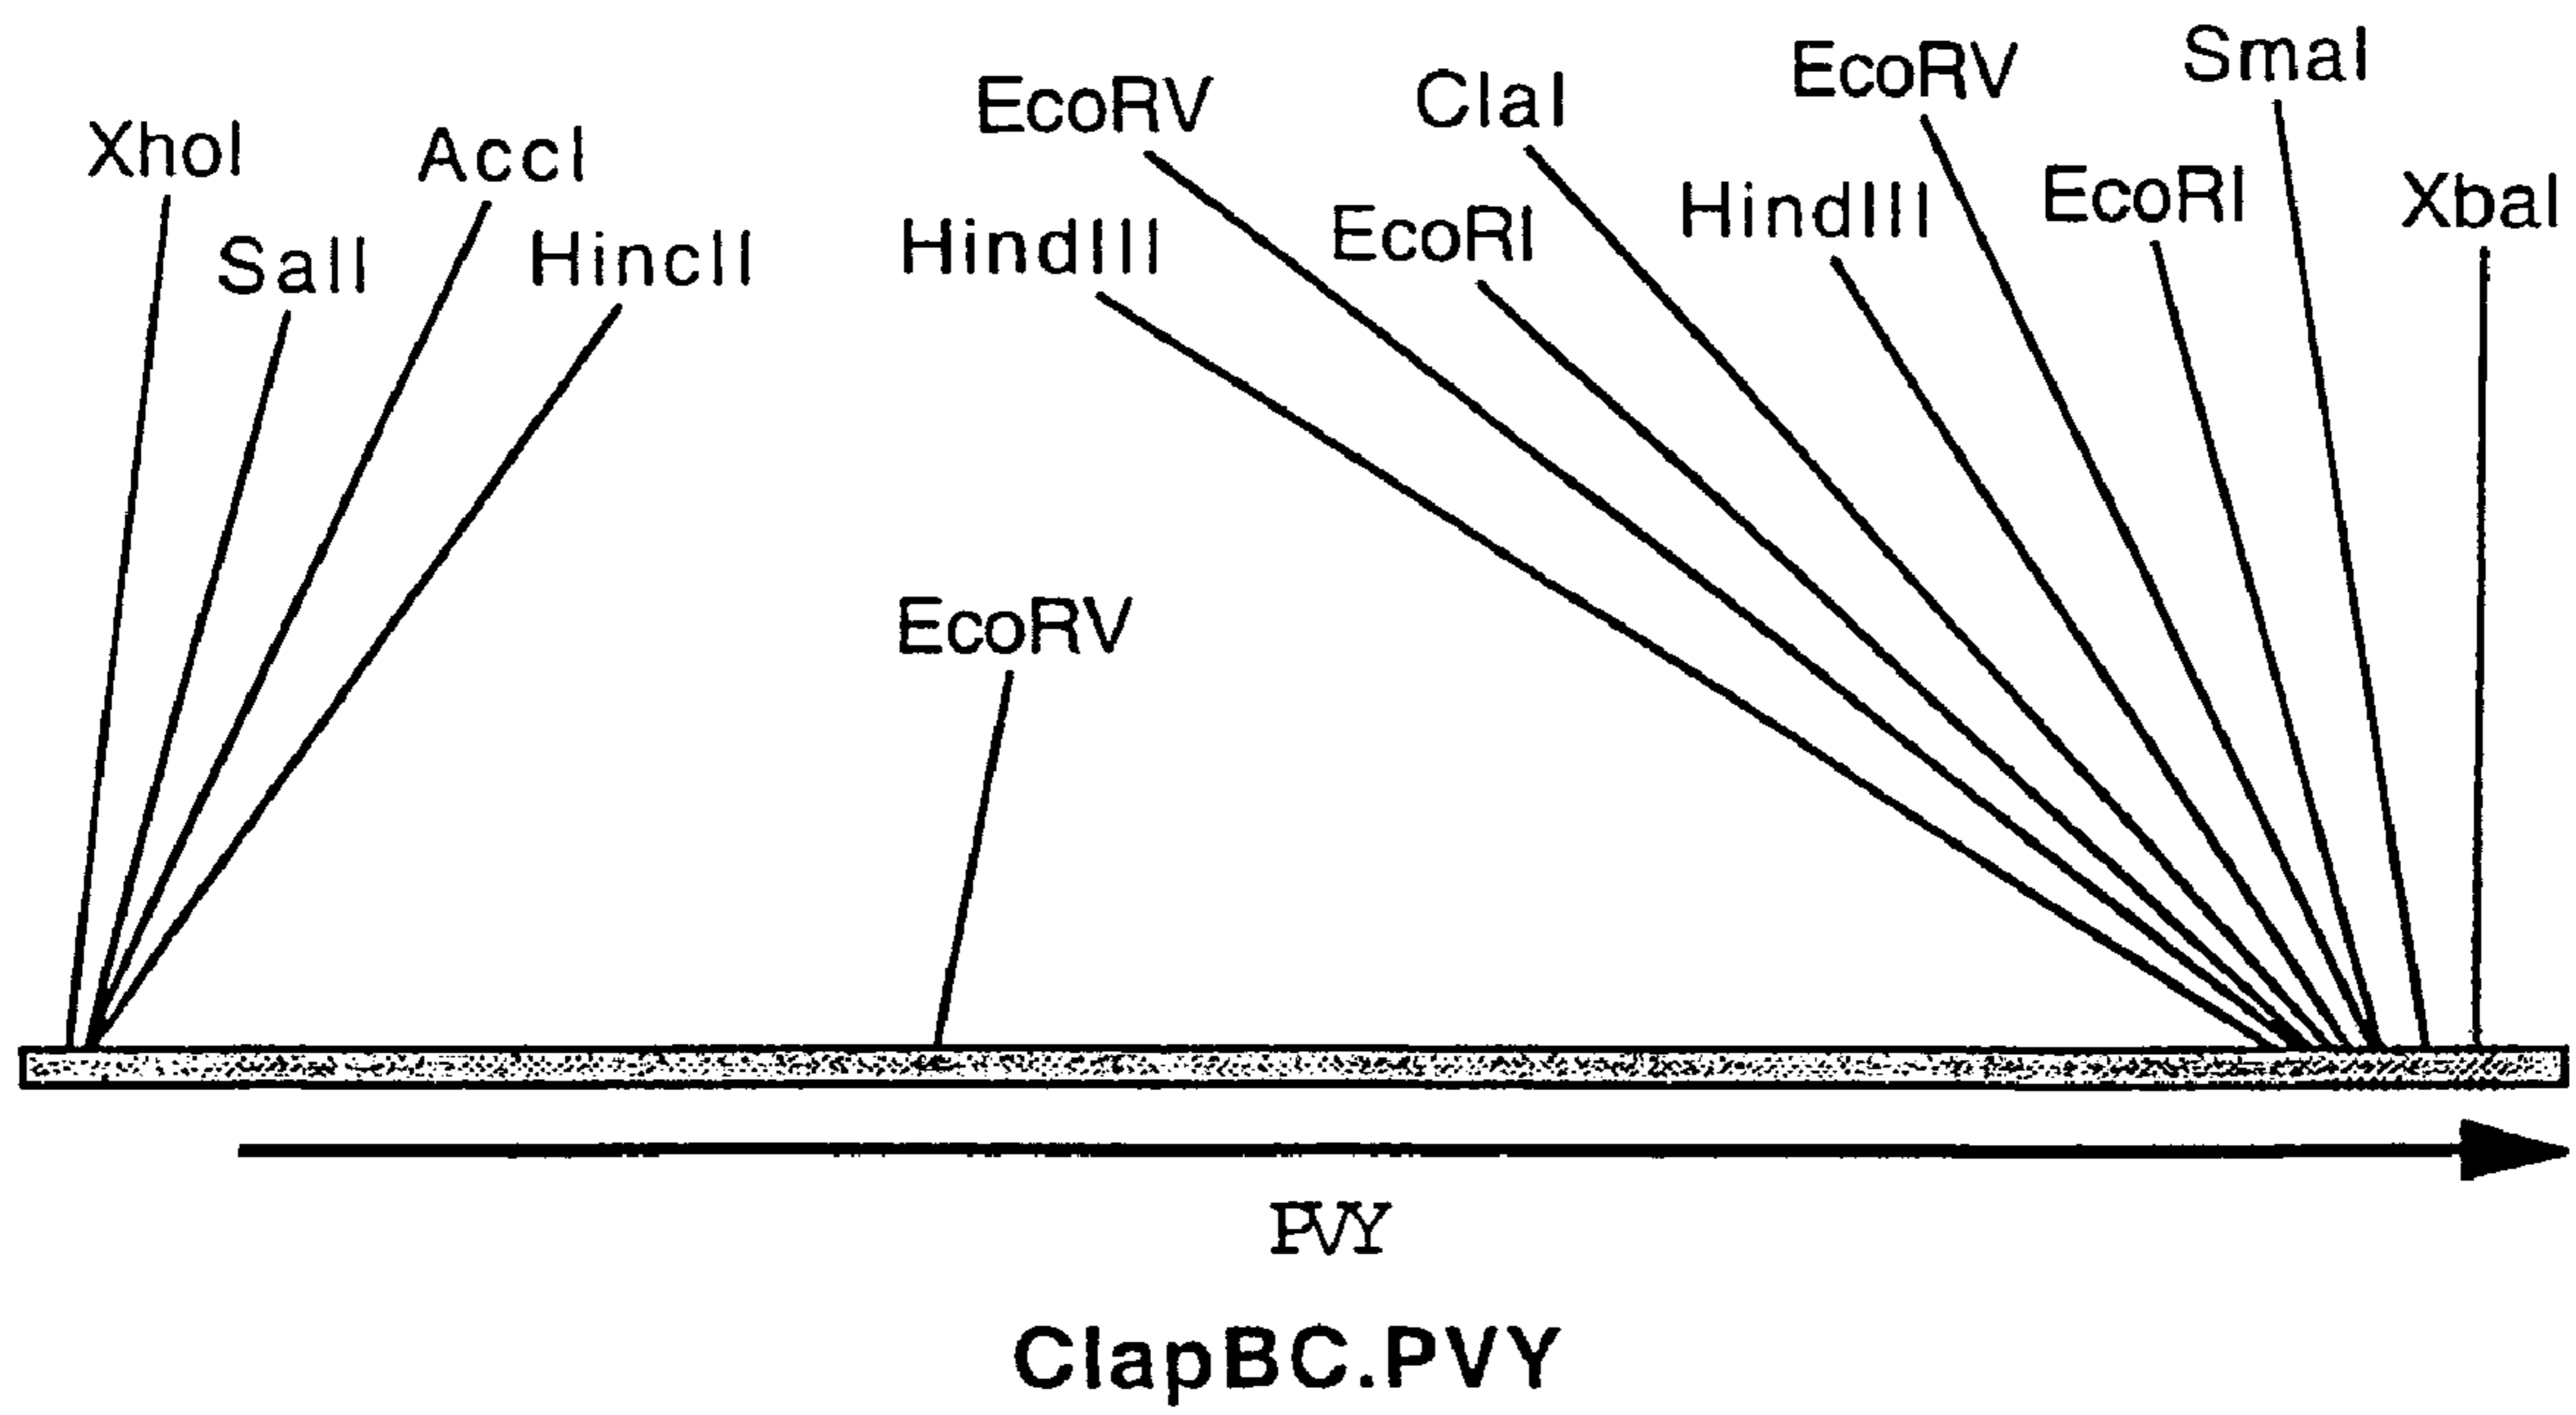 XhoI
SalI
AccI
HincII
EcoRV
HindIII
EcoRV
EcoRI
ClaI
HindIII
EcoRV
EcoRI
SmaI
XbaI
PVY
ClapBC.PVY